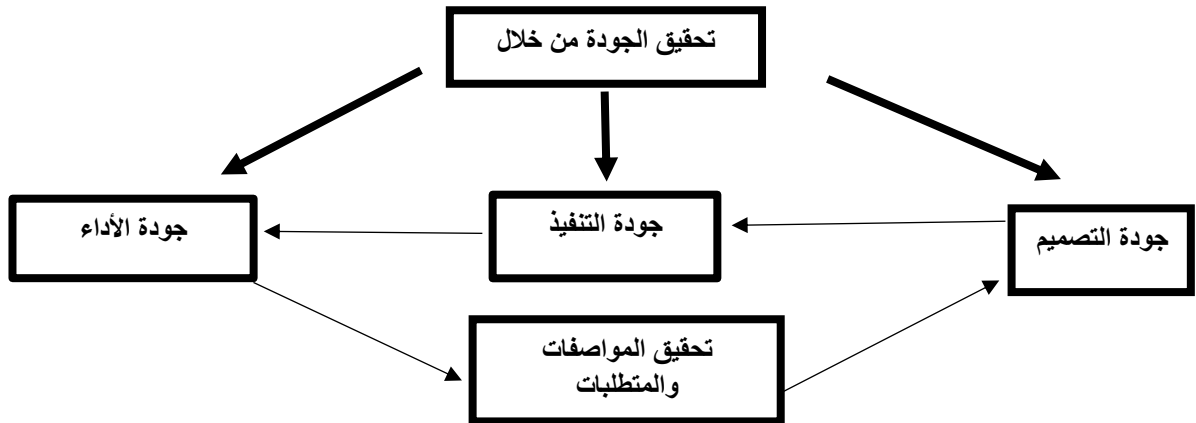 تحقيق الجودة من خلال
جودة التصميم
جودة التنفيذ
جودة الأداء
تحقيق المواصفات
والمتطلبات